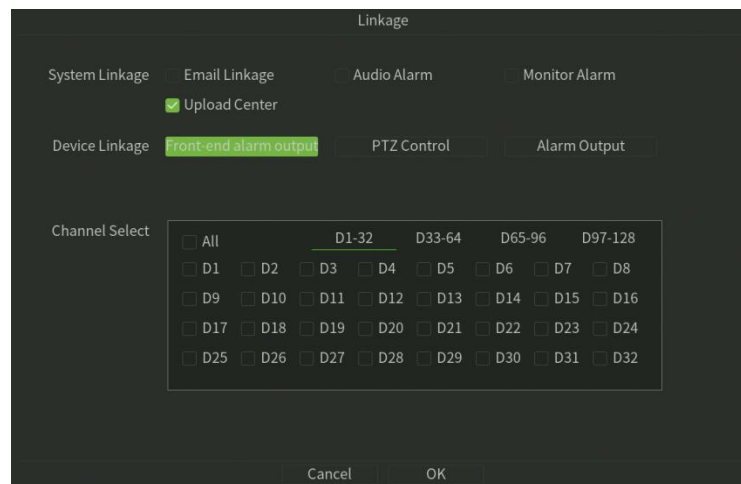 Linkage
System Linkage Email Linkage Audio Alarm Monitor Alarm
Upload Center
Device Linkage Front-end alarm output PTZ Control Alarm Output
Channel Select All D1-32 D33-64 D65-96 D97-128
D1 D2 D3 D4 D5 D6 D7 D8
D9 D10 D11 D12 D13 D14 D15 D16
D17 D18 D19 D20 D21 D22 D23 D24
D25 D26 D27 D28 D29 D30 D31 D32
Cancel OK